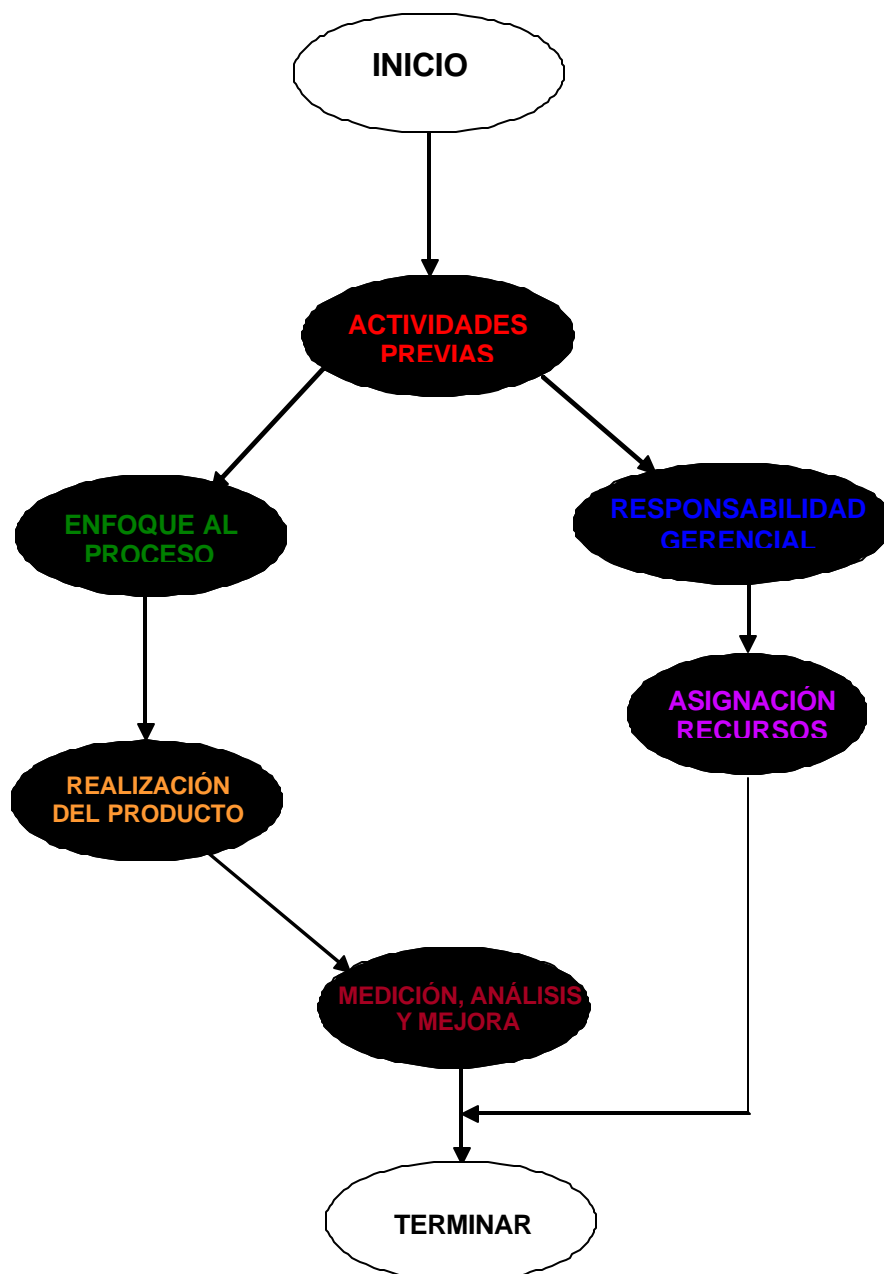 INICIO
ACTIVIDADES
PREVIAS
ENFOQUE AL
PROCESO
RESPONSABILIDAD
GERENCIAL
ASIGNACIÓN
RECURSOS
REALIZACIÓN
DEL PRODUCTO
MEDICIÓN, ANÁLISIS
Y MEJORA
TERMINAR